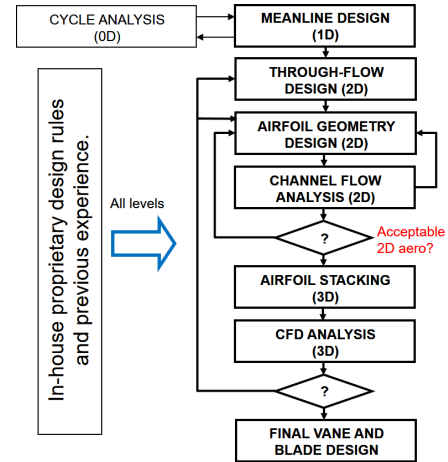 CYCLE ANALYSIS
(0D)
MEANLINE DESIGN
(1D)
THROUGH-FLOW
DESIGN (2D)
AIRFOIL GEOMETRY
DESIGN (2D)
CHANNEL FLOW
ANALYSIS (2D)
?
Acceptable
2D aero?
AIRFOIL STACKING
(3D)
CFD ANALYSIS
(3D)
?
FINAL VANE AND
BLADE DESIGN
In-house proprietary design rules
and previous experience.
All levels